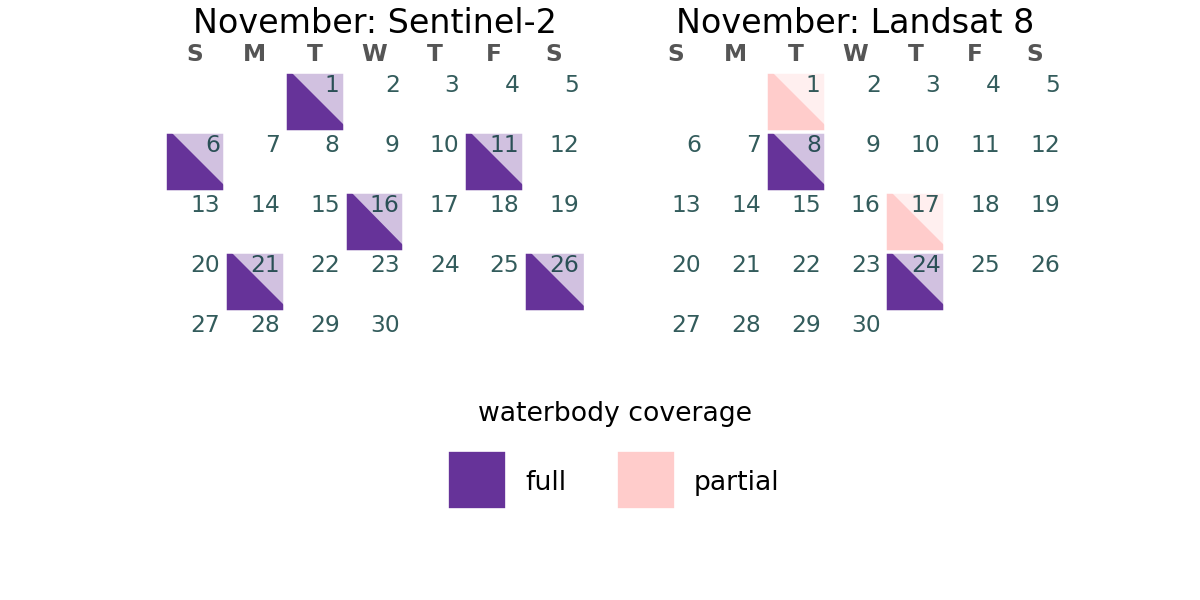 November: Sentinel-2
S M T W T F S
1 2 3 4 5
6 7 8 9 10 11 12
13 14 15 16 17 18 19
20 21 22 23 24 25 26
27 28 29 30
November: Landsat 8
S M T W T F S
1 2 3 4 5
6 7 8 9 10 11 12
13 14 15 16 17 18 19
20 21 22 23 24 25 26
27 28 29 30
waterbody coverage
full
partial